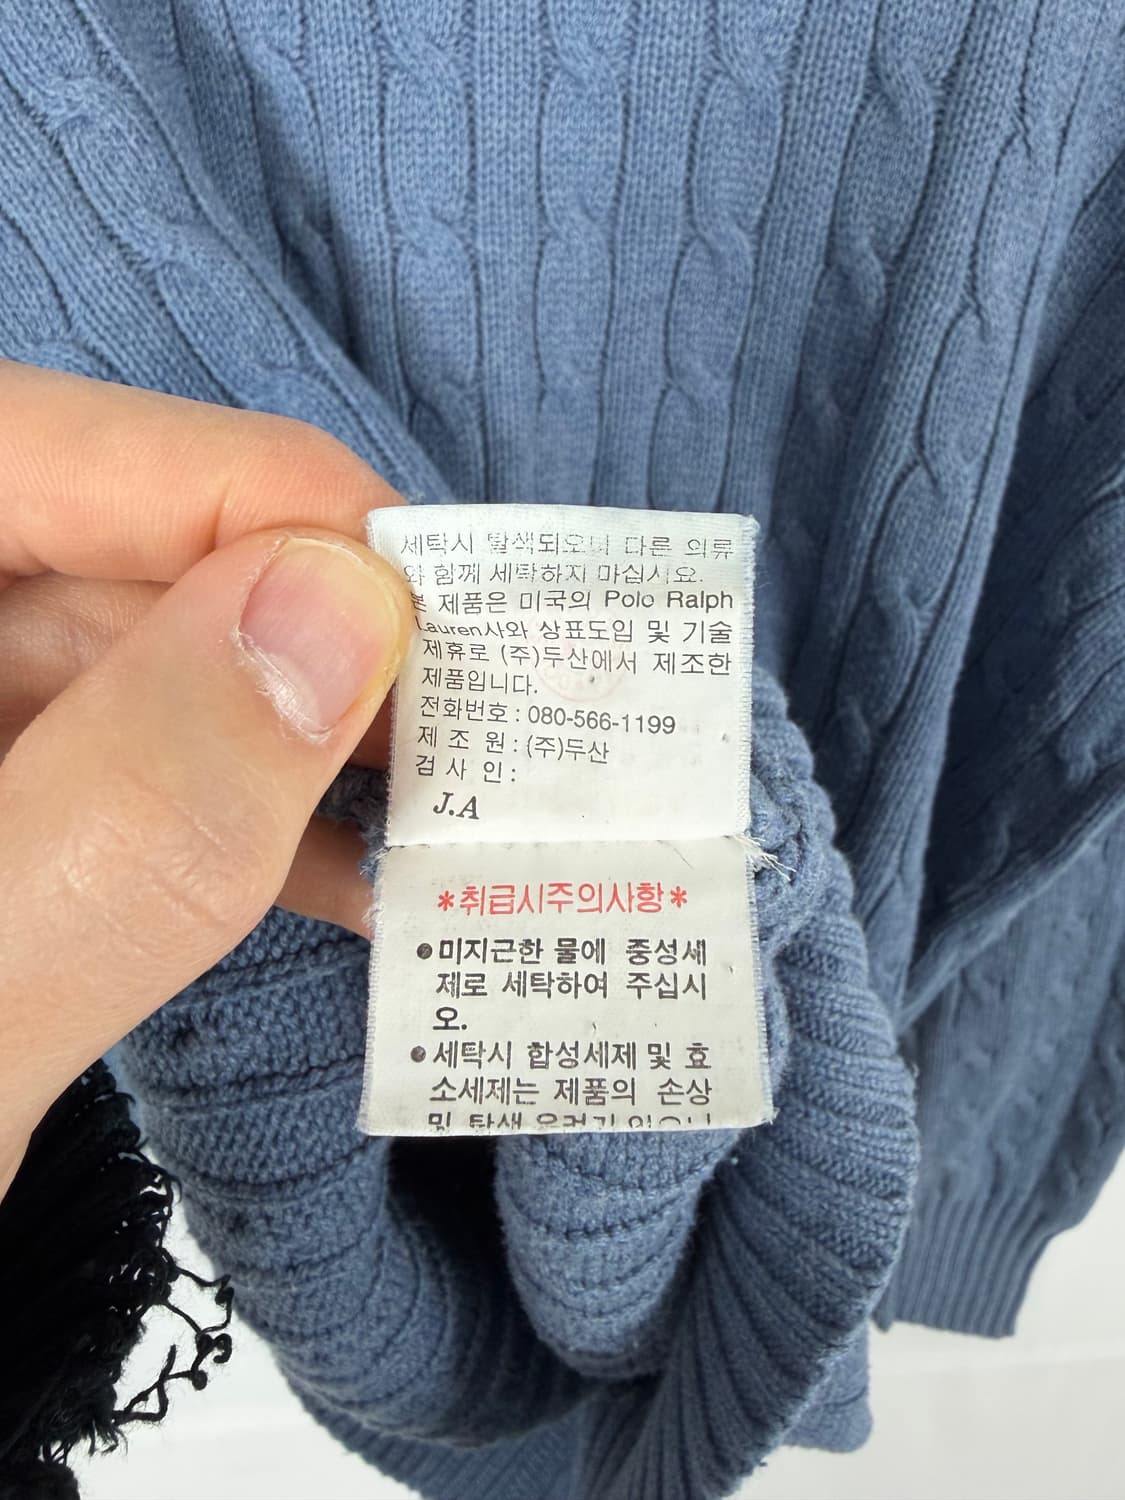 세탁시 탈색되오니 다른 의류
와 함께 세탁하지 마십시요.
본 제품은 미국의 Polo Ralph
Lauren사와 상표도입 및 기술
제휴로 (주)두산에서 제조한
제품입니다.
전화번호 : 080-566-1199
제 조 원 : (주)두산
검 사 인 :
J.A
*취급시주의사항*
●미지근한 물에 중성세
제로 세탁하여 주십시
오.
●세탁시 합성세제 및 효
소세제는 제품의 손상
및 탈색